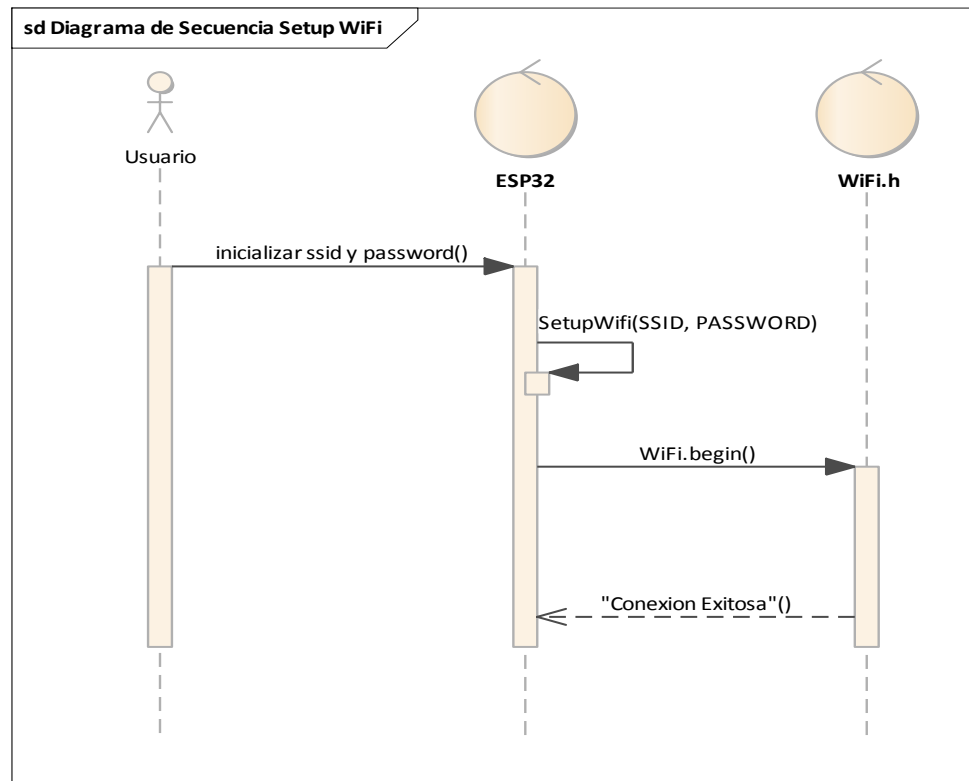 sd Diagrama de Secuencia Setup WiFi
Usuario
ESP32
WiFi.h
inicializar ssid y password()
SetupWifi(SSID, PASSWORD)
WiFi.begin()
"Conexion Exitosa"()